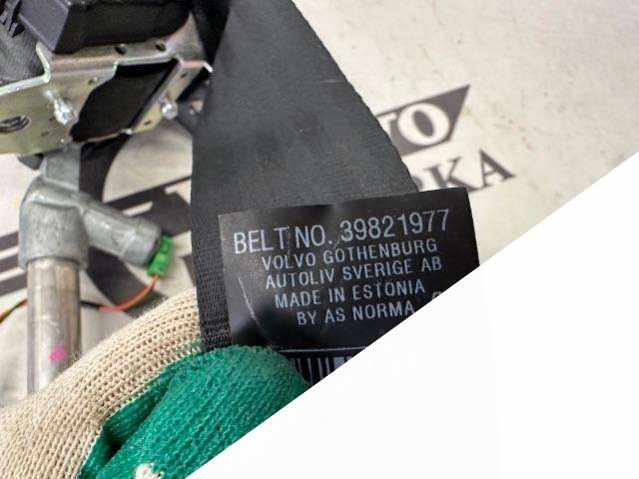 BELT NO. 39821977
VOLVO GOTHENBURG
AUTOLIV SVERIGE AB
MADE IN ESTONIA
BY AS NORMA